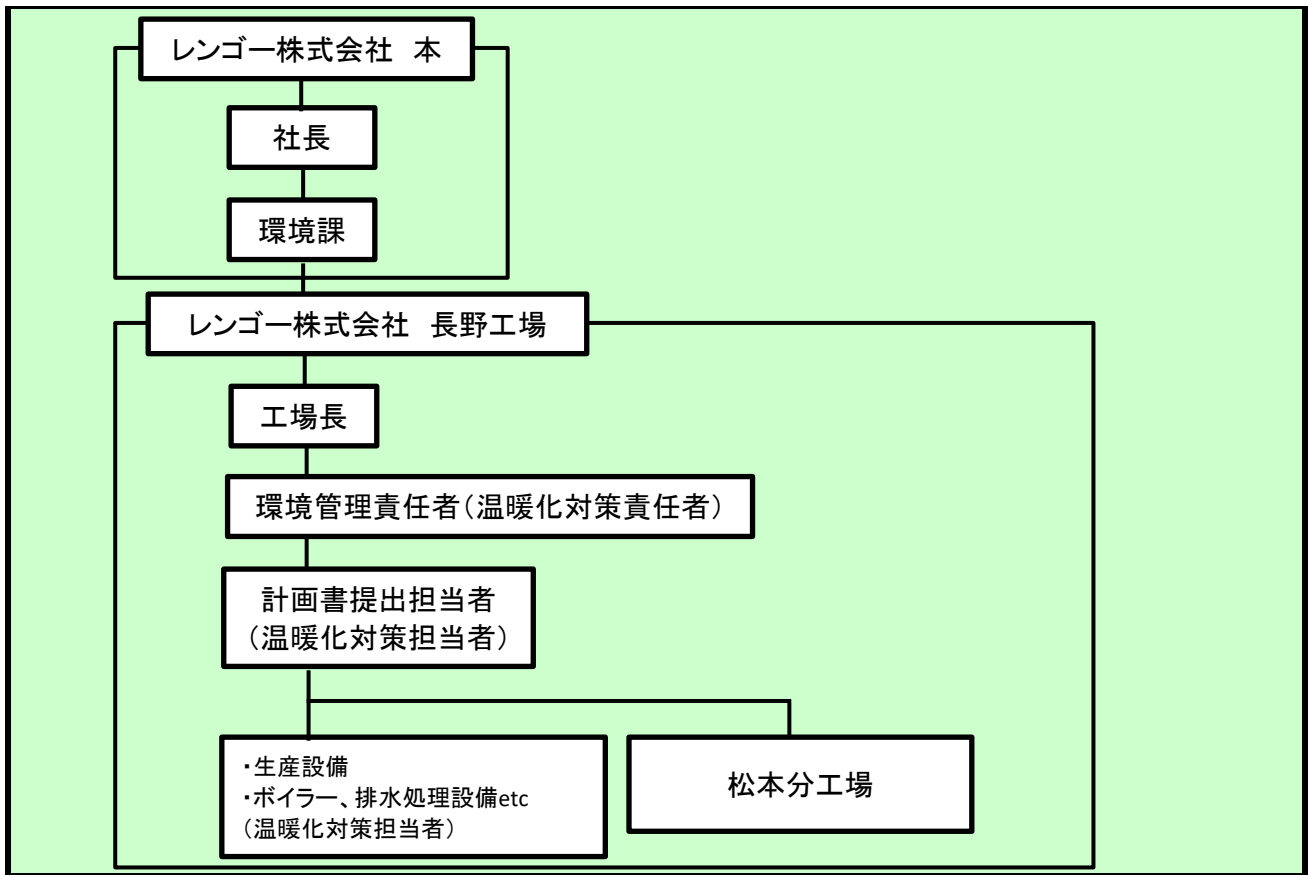 レンゴー株式会社　本
社長
環境課
レンゴー株式会社　長野工場
工場長
環境管理責任者（温暖化対策責任者）
計画書提出担当者
（温暖化対策担当者）
・生産設備
・ボイラー、排水処理設備etc
（温暖化対策担当者）
松本分工場